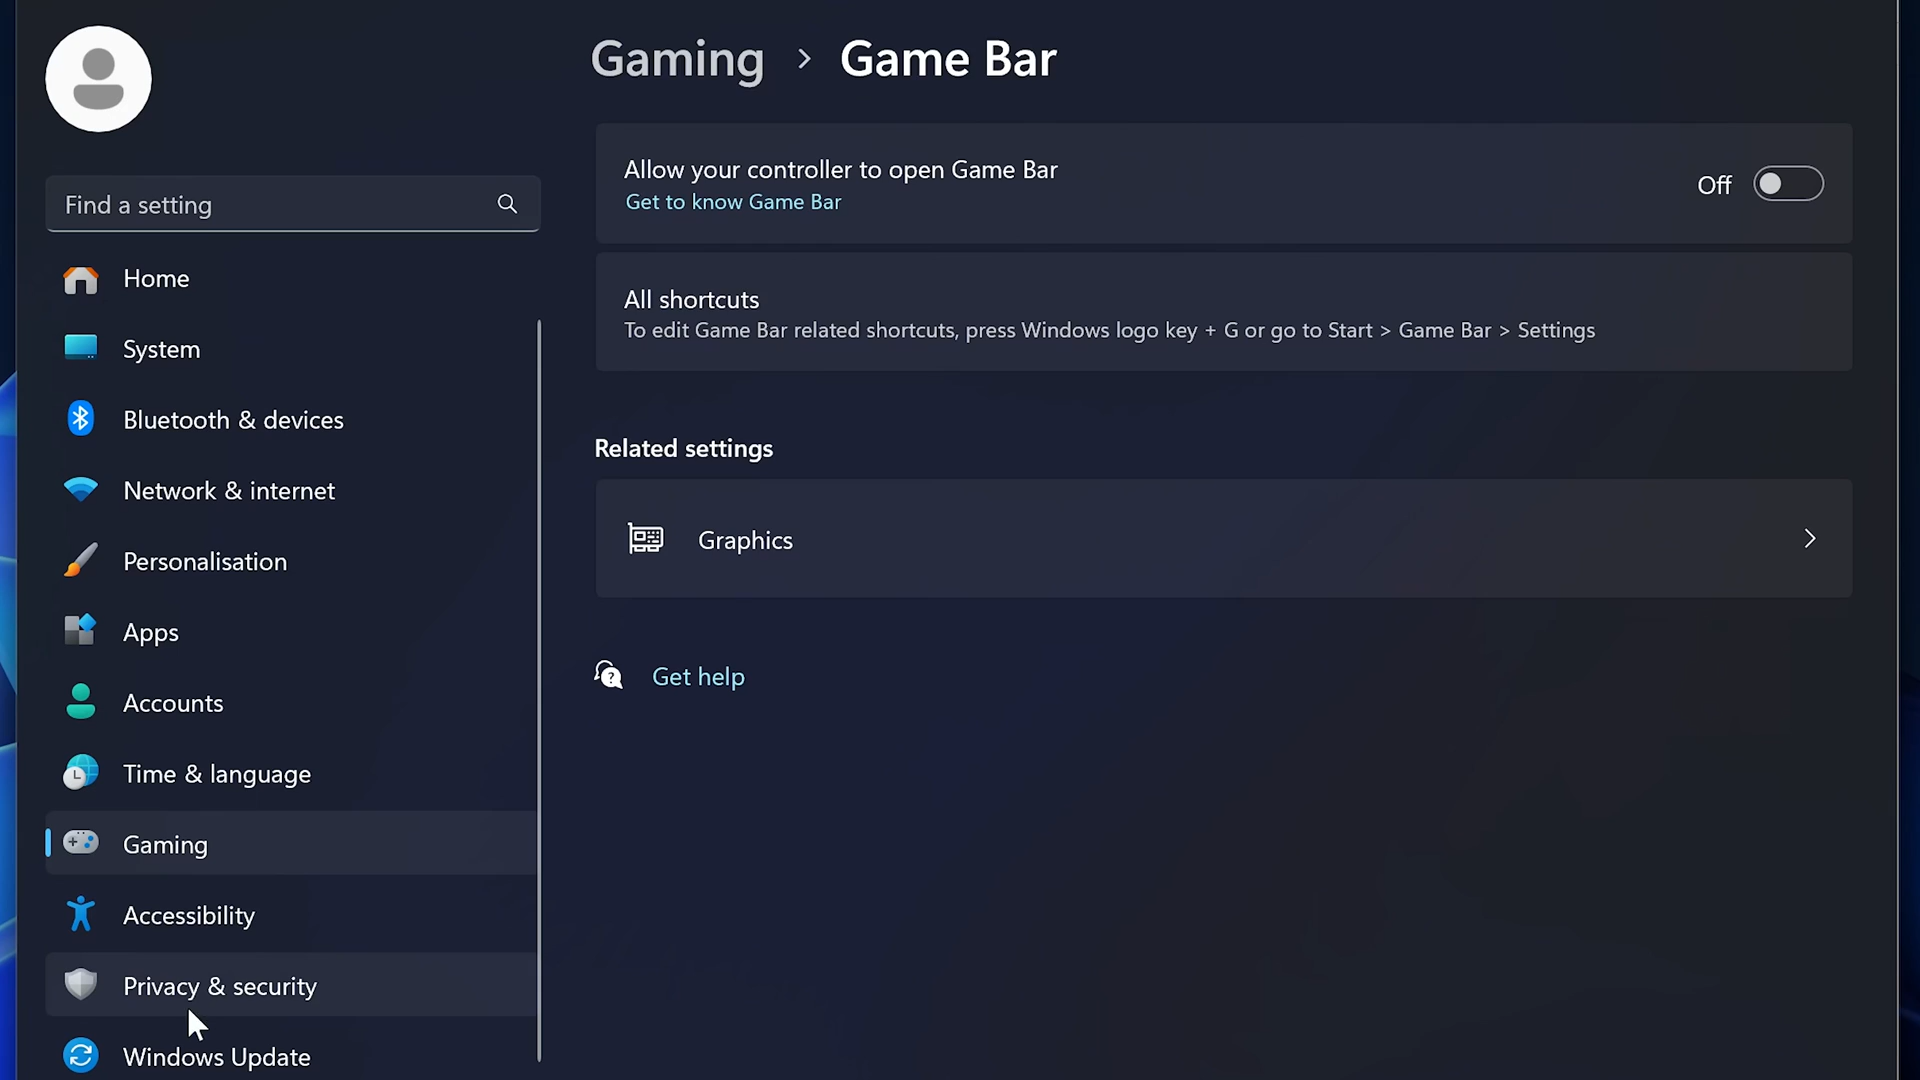 Gaming > Game Bar
Find a setting
Home
System
Bluetooth & devices
Network & internet
Personalisation
Apps
Accounts
Time & language
Gaming
Accessibility
Privacy & security
Windows Update
Allow your controller to open Game Bar
Get to know Game Bar
Off
All shortcuts
To edit Game Bar related shortcuts, press Windows logo key + G or go to Start > Game Bar > Settings
Related settings
Graphics
Get help